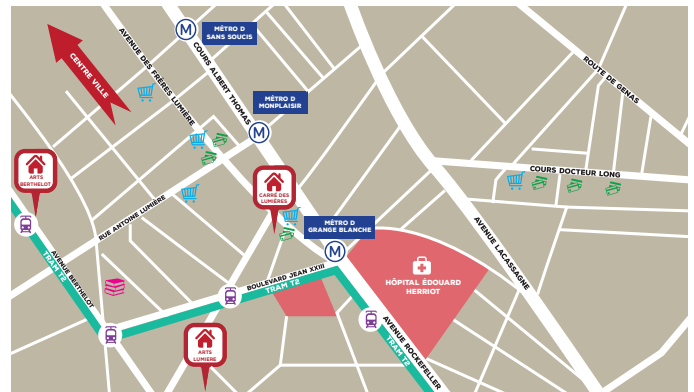 MÉTRO D
SANS SOUCIS
AVENUE DES FRÈRES LUMIÈRE
COURS ALBERT THOMAS
CENTRE VILLE
ROUTE DE GENAS
MÉTRO D
MONPLAISIR
M
M
COURS DOCTEUR LONG
ARTS
BERTHELOT
CARRÉ DES
LUMIÈRES
RUE ANTOINE LUMIÈRE
MÉTRO D
GRANGE BLANCHE
M
AVENUE LACASSAGNE
AVENUE BERTHELOT
TRAM T2
BOULEVARD JEAN XXIII
TRAM T2
HÔPITAL ÉDOUARD
HERRIOT
ARTS
LUMIÈRE
AVENUE ROCKEFELLER
TRAM T2